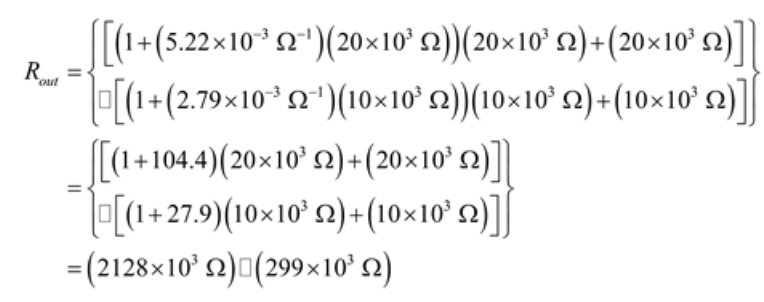 R_out = {[(1+(5.22×10⁻³ Ω⁻¹)(20×10³ Ω))(20×10³ Ω)+(20×10³ Ω)]
□[(1+(2.79×10⁻³ Ω⁻¹)(10×10³ Ω))(10×10³ Ω)+(10×10³ Ω)]}
= {[(1+104.4)(20×10³ Ω)+(20×10³ Ω)]
□[(1+27.9)(10×10³ Ω)+(10×10³ Ω)]}
= (2128×10³ Ω)□(299×10³ Ω)